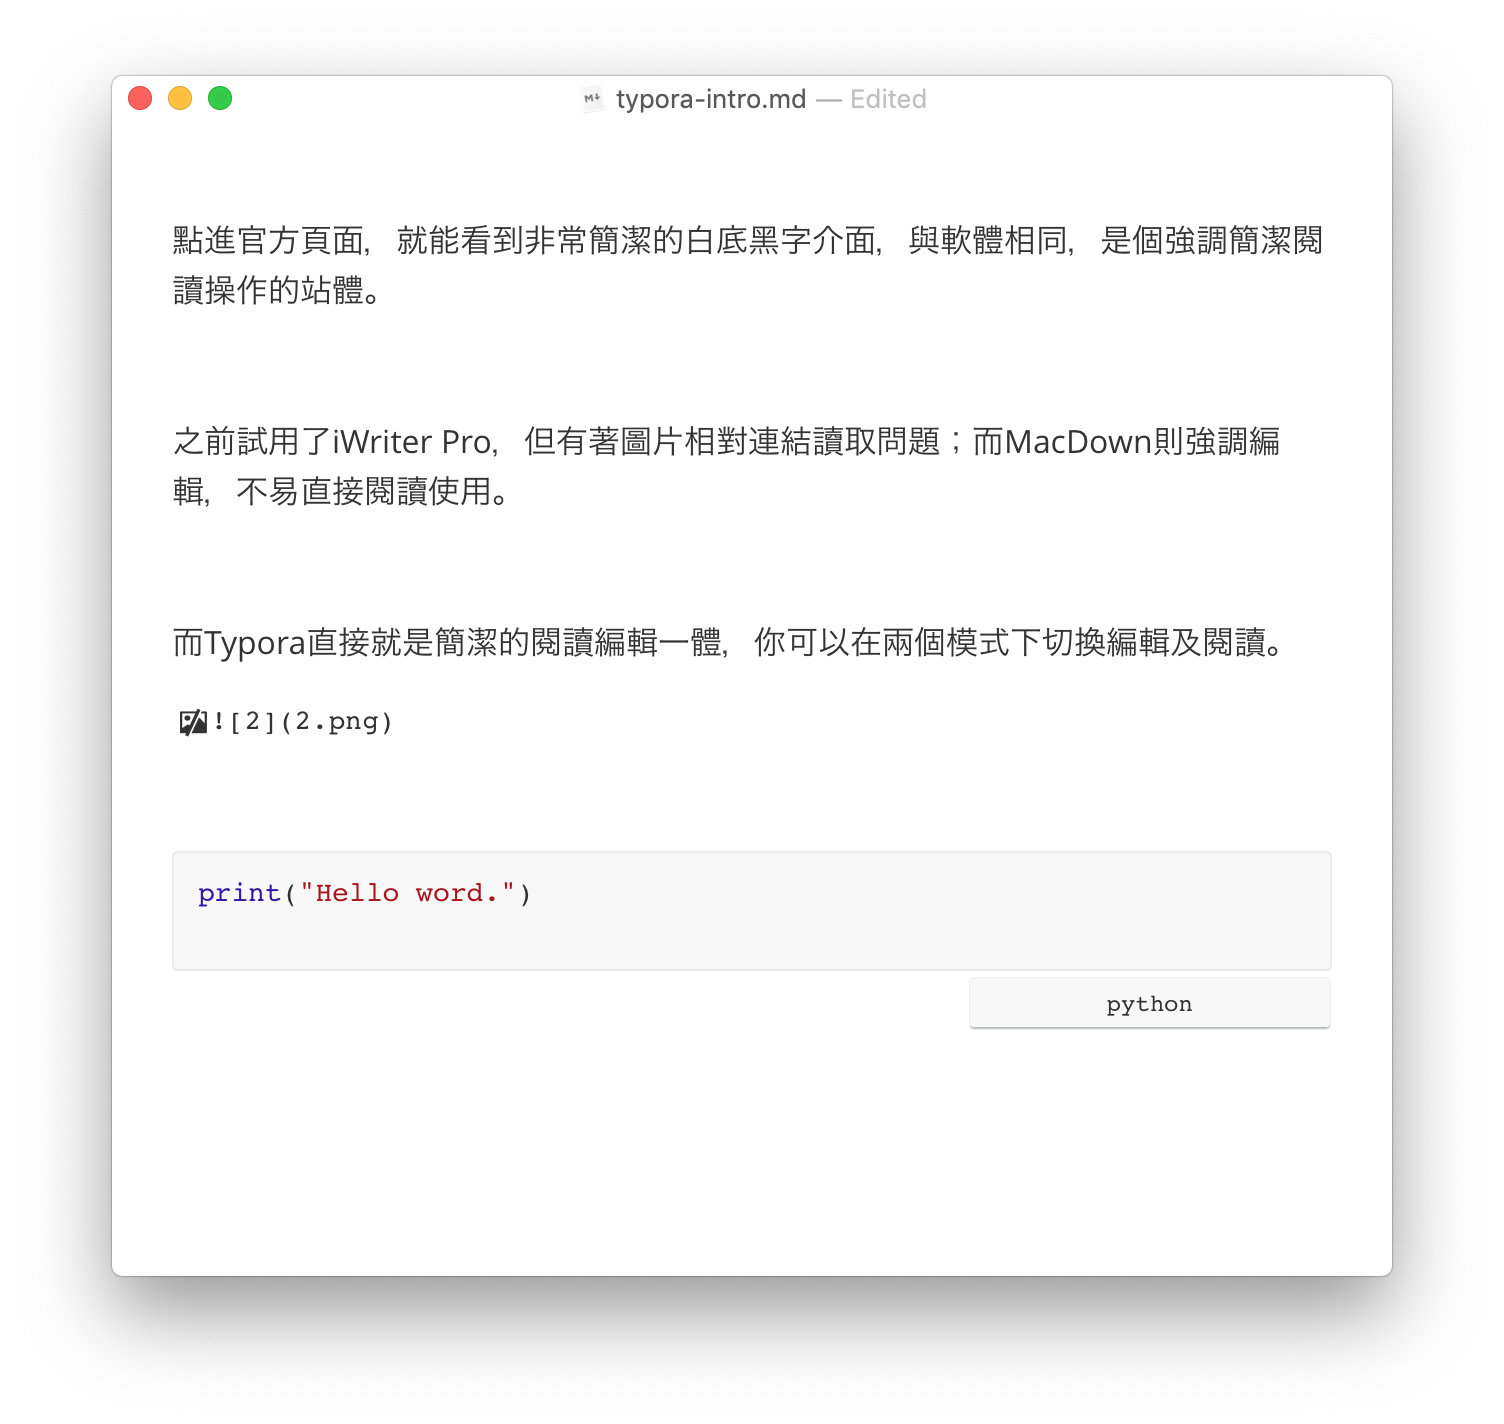 M↓ typora-intro.md — Edited
點進官方頁面，就能看到非常簡潔的白底黑字介面，與軟體相同，是個強調簡潔閱
讀操作的站體。
之前試用了iWriter Pro，但有著圖片相對連結讀取問題；而MacDown則強調編
輯，不易直接閱讀使用。
而Typora直接就是簡潔的閱讀編輯一體，你可以在兩個模式下切換編輯及閱讀。
![2](2.png)
print("Hello word.")
python